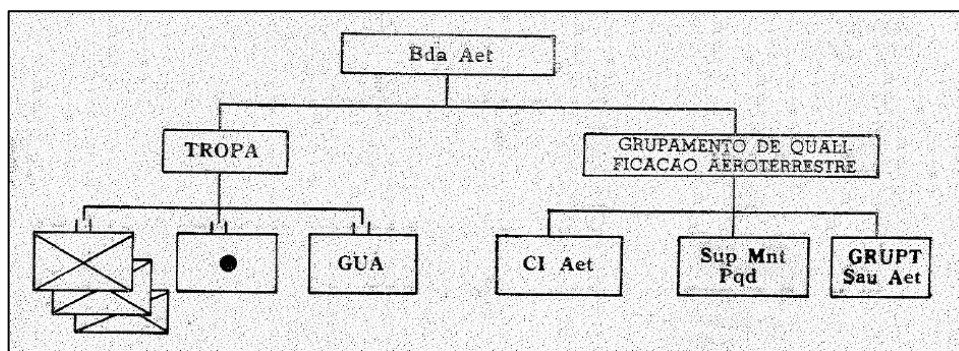 Bda Aet
TROPA
GRUPAMENTO DE QUALI-
FICACAO AEROTERRESTRE
GUA
CI Aet
Sup Mnt
Pqd
GRUPT
Sau Aet